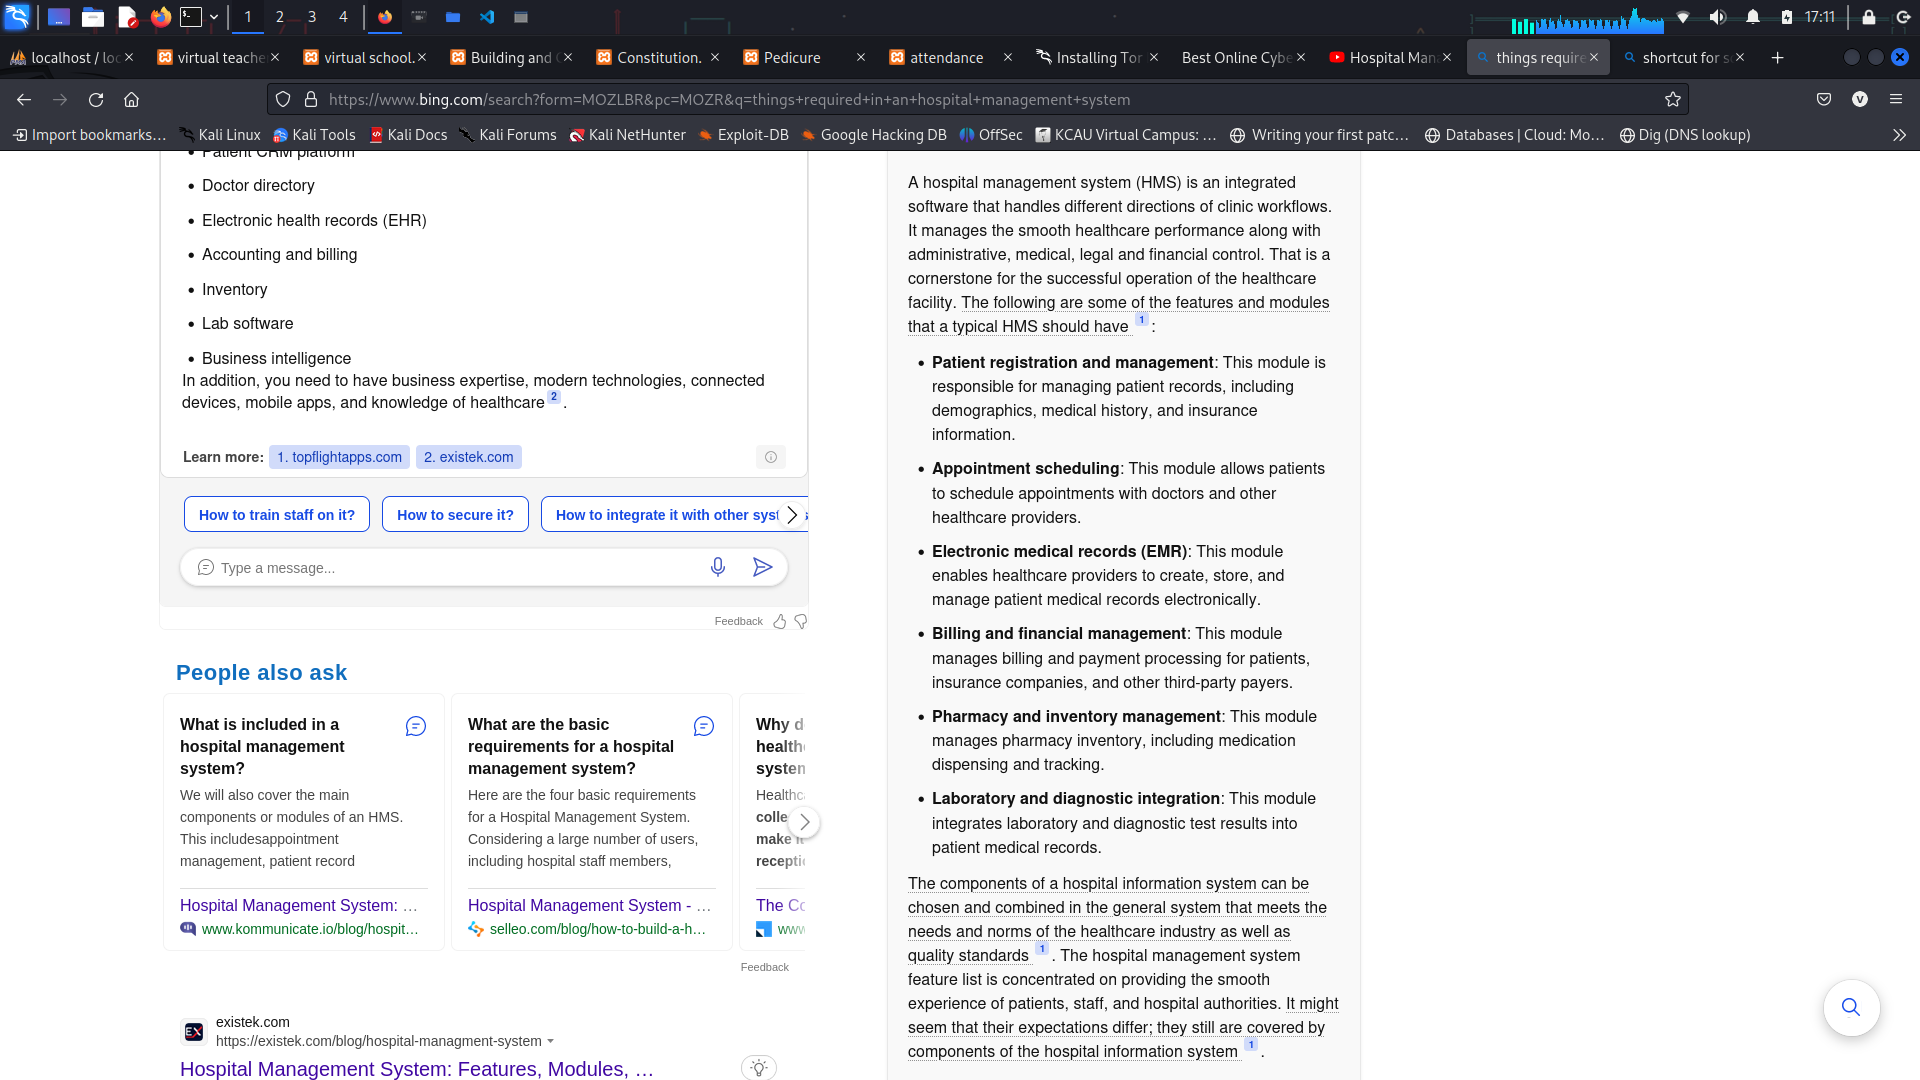 1 2 3 4
17:11
localhost / loc
virtual teache
virtual school.
Building and C
Constitution.
Pedicure
attendance
Installing Tor
Best Online Cybe
Hospital Mana
things require
shortcut for s
https://www.bing.com/search?form=MOZLBR&pc=MOZR&q=things+required+in+an+hospital+management+system
V
Import bookmarks…
Kali Linux
Kali Tools
Kali Docs
Kali Forums
Kali NetHunter
Exploit-DB
Google Hacking DB
OffSec
KCAU Virtual Campus: …
Writing your first patc…
Databases | Cloud: Mo…
Dig (DNS lookup)
• Patient CRM platform
• Doctor directory
• Electronic health records (EHR)
• Accounting and billing
• Inventory
• Lab software
• Business intelligence
In addition, you need to have business expertise, modern technologies, connected
devices, mobile apps, and knowledge of healthcare 2 .
Learn more: 1. topflightapps.com 2. existek.com
How to train staff on it? How to secure it? How to integrate it with other syst s
Type a message...
Feedback
People also ask
What is included in a
hospital management
system?
We will also cover the main
components or modules of an HMS.
This includesappointment
management, patient record
Hospital Management System: …
www.kommunicate.io/blog/hospit…
What are the basic
requirements for a hospital
management system?
Here are the four basic requirements
for a Hospital Management System.
Considering a large number of users,
including hospital staff members,
Hospital Management System - …
selleo.com/blog/how-to-build-a-h…
Why d
health
system
Healthc
colle
make i
recepti
The Co
www
Feedback
EX
existek.com
https://existek.com/blog/hospital-managment-system
Hospital Management System: Features, Modules, …
A hospital management system (HMS) is an integrated
software that handles different directions of clinic workflows.
It manages the smooth healthcare performance along with
administrative, medical, legal and financial control. That is a
cornerstone for the successful operation of the healthcare
facility. The following are some of the features and modules
that a typical HMS should have 1 :
• Patient registration and management: This module is
responsible for managing patient records, including
demographics, medical history, and insurance
information.
• Appointment scheduling: This module allows patients
to schedule appointments with doctors and other
healthcare providers.
• Electronic medical records (EMR): This module
enables healthcare providers to create, store, and
manage patient medical records electronically.
• Billing and financial management: This module
manages billing and payment processing for patients,
insurance companies, and other third-party payers.
• Pharmacy and inventory management: This module
manages pharmacy inventory, including medication
dispensing and tracking.
• Laboratory and diagnostic integration: This module
integrates laboratory and diagnostic test results into
patient medical records.
The components of a hospital information system can be
chosen and combined in the general system that meets the
needs and norms of the healthcare industry as well as
quality standards 1 . The hospital management system
feature list is concentrated on providing the smooth
experience of patients, staff, and hospital authorities. It might
seem that their expectations differ; they still are covered by
components of the hospital information system 1 .